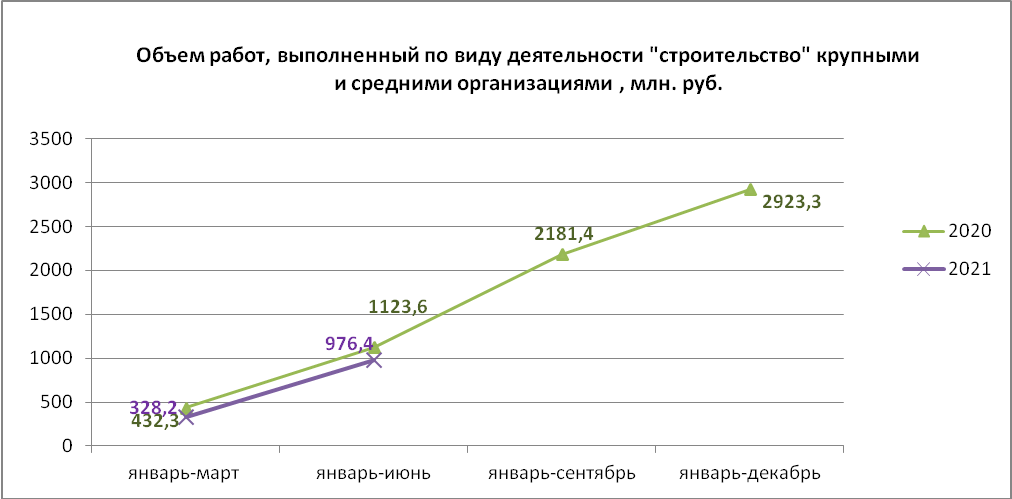 Объем работ, выполненный по виду деятельности "строительство" крупными
и средними организациями , млн. руб.
3500
3000
2500
2000
1500
1000
500
0
2923,3
2181,4
1123,6
976,4
328,2
432,3
2020
2021
январь-март
январь-июнь
январь-сентябрь
январь-декабрь